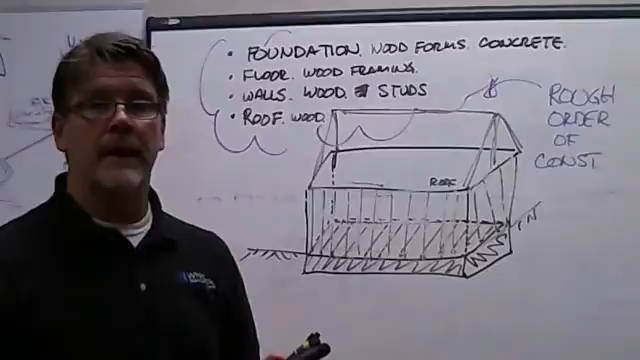 • FOUNDATION. WOOD FORMS. CONCRETE.
• FLOOR. WOOD FRAMING.
• WALLS. WOOD STUDS
• ROOF. WOOD
ROUGH
ORDER
OF
CONST
ROOF